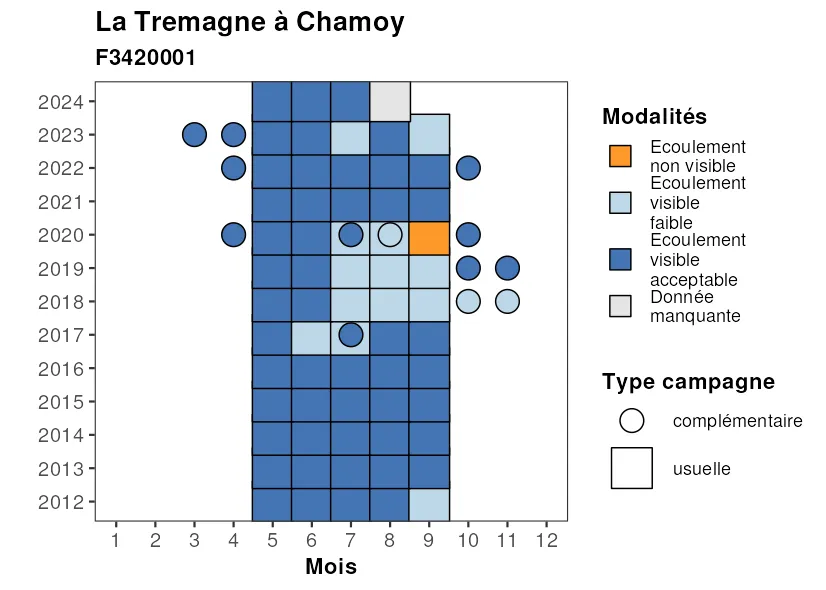 La Tremagne à Chamoy
F3420001
2024
2023
2022
2021
2020
2019
2018
2017
2016
2015
2014
2013
2012
1 2 3 4 5 6 7 8 9 10 11 12
Mois
Modalités
Ecoulement
non visible
Ecoulement
visible
faible
Ecoulement
visible
acceptable
Donnée
manquante
Type campagne
complémentaire
usuelle